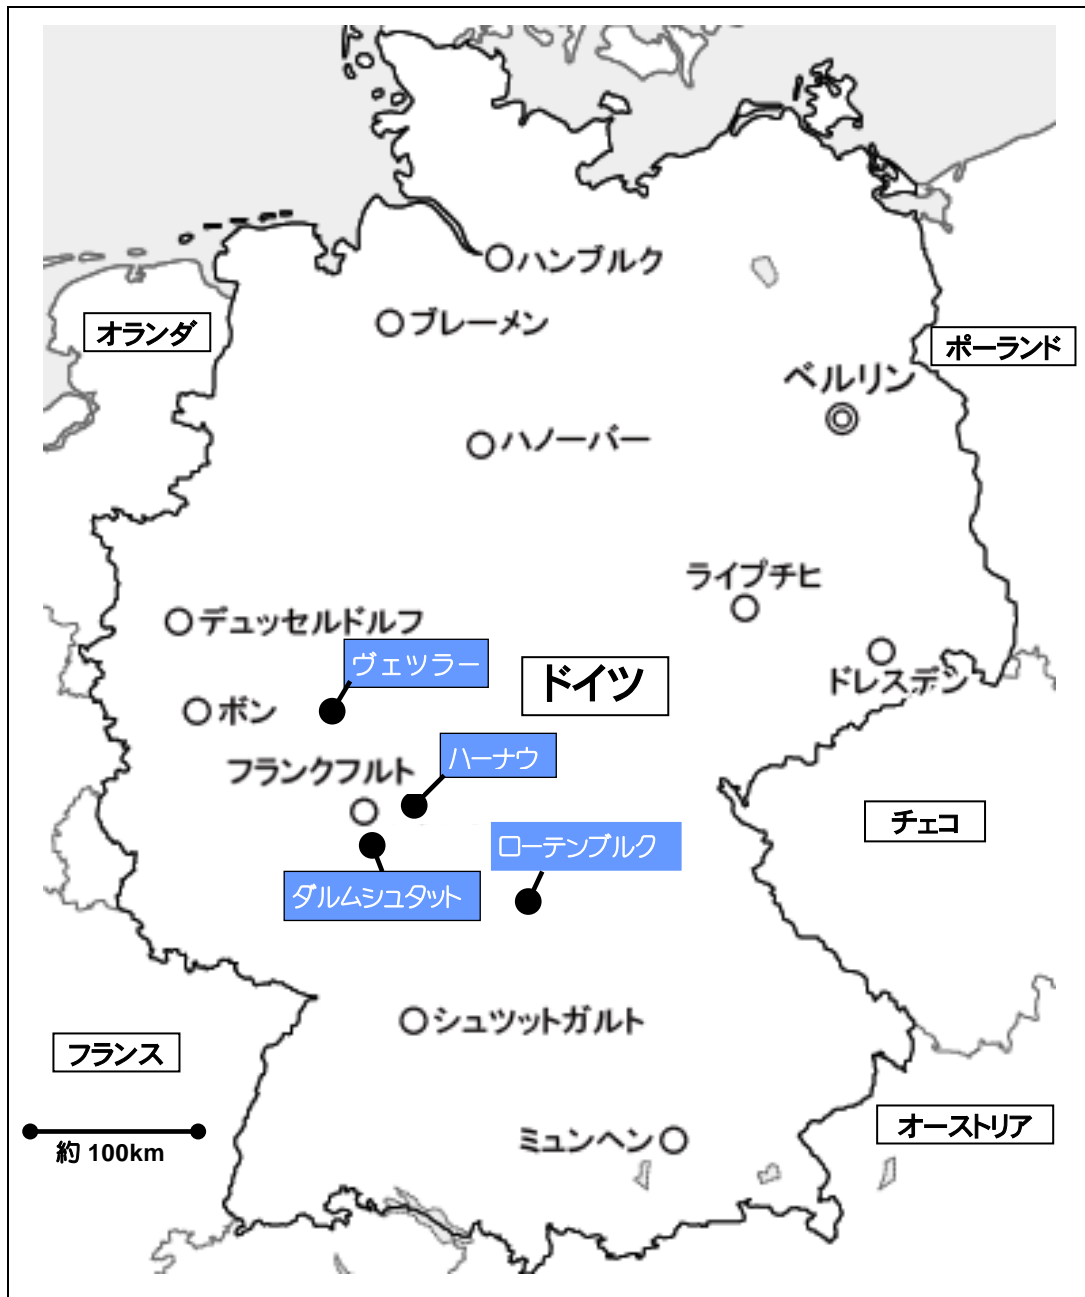 ハンブルク
ブレーメン
オランダ
ポーランド
ベルリン
ハノーバー
ライプチヒ
デュッセルドルフ
ヴェッラー
ドイツ
ドレスデン
ボン
ハーナウ
フランクフルト
チェコ
ローテンブルク
ダルムシュタット
シュツットガルト
フランス
オーストリア
約 100km
ミュンヘン